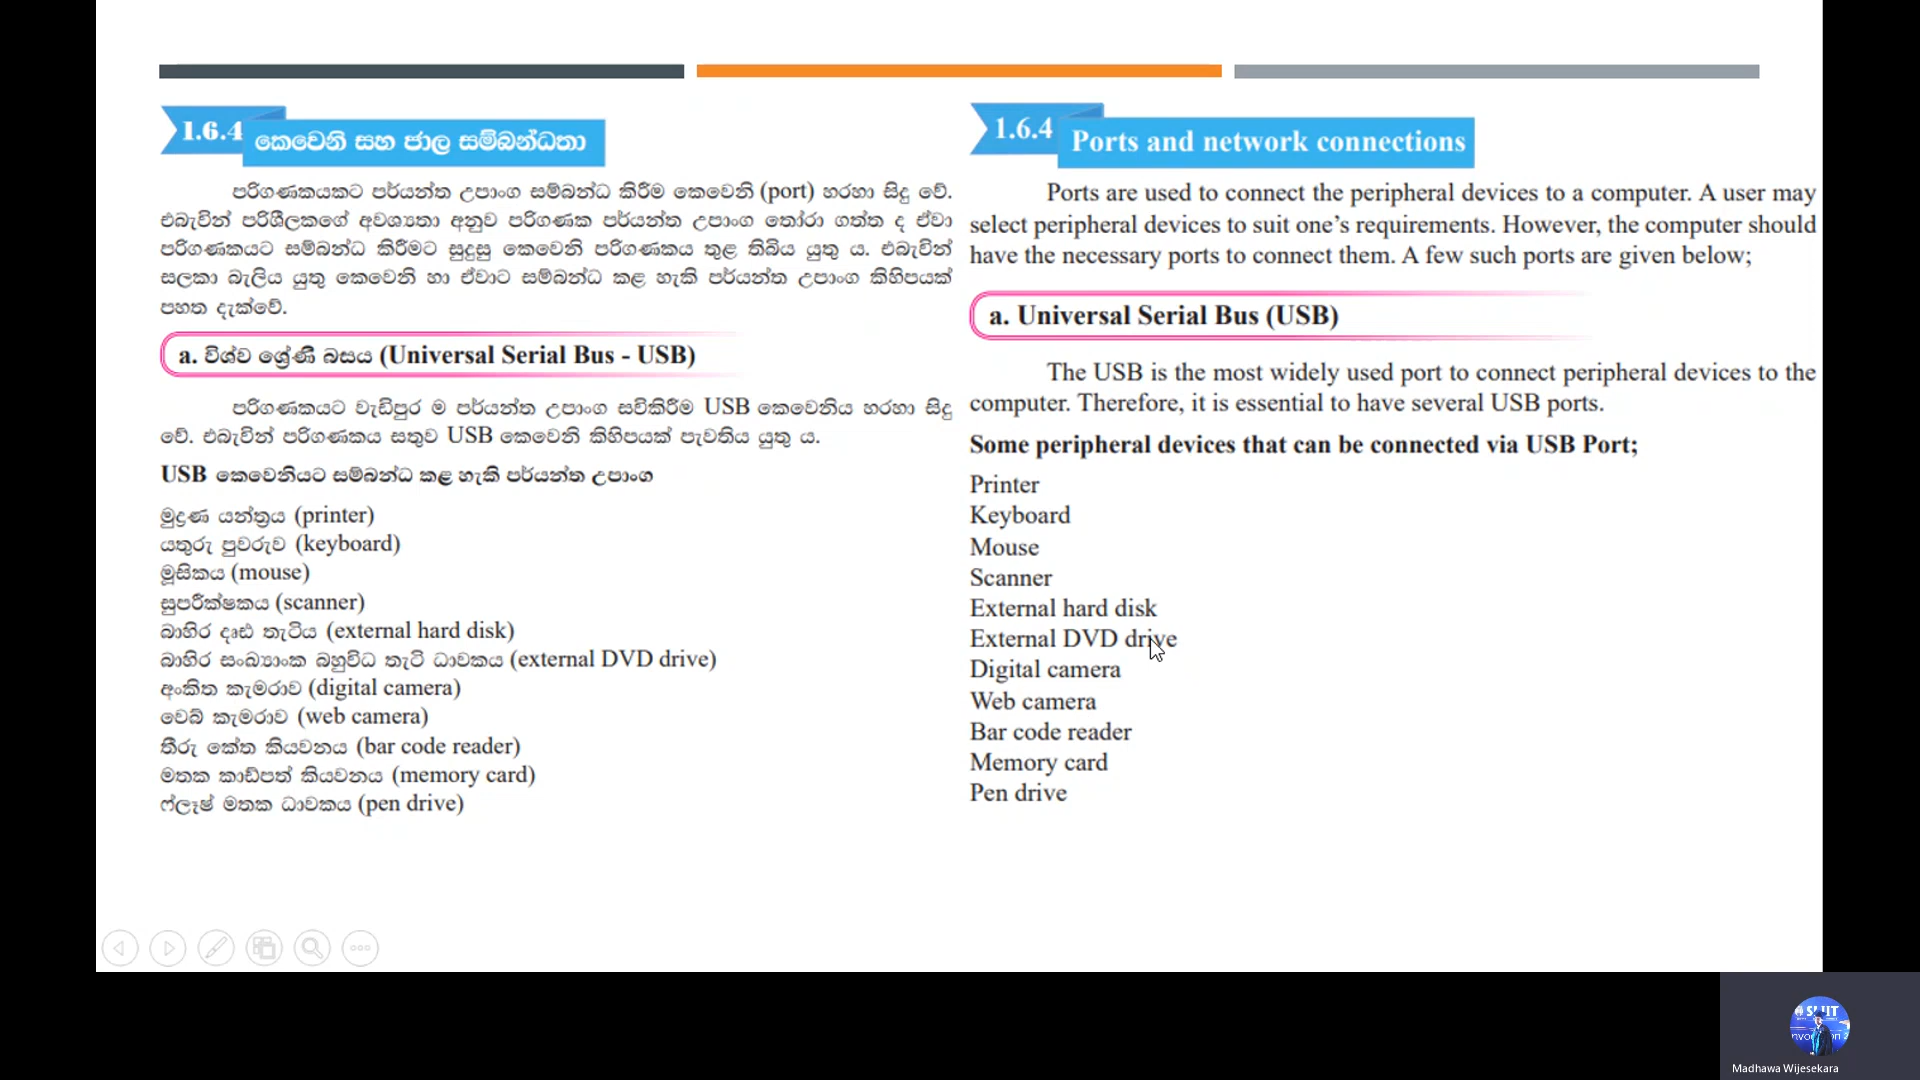 1.6.4 කෙවෙනි සහ ජාල සම්බන්ධතා
පරිගණකයකට පර්යන්ත උපාංග සම්බන්ධ කිරීම කෙවෙනි (port) හරහා සිදු වේ.
එබැවින් පරිශීලකගේ අවශ්‍යතා අනුව පරිගණක පර්යන්ත උපාංග තෝරා ගත්ත ද ඒවා
පරිගණකයට සම්බන්ධ කිරීමට සුදුසු කෙවෙනි පරිගණකය තුළ තිබිය යුතු ය. එබැවින්
සලකා බැලිය යුතු කෙවෙනි හා ඒවාට සම්බන්ධ කළ හැකි පර්යන්ත උපාංග කිහිපයක්
පහත දැක්වේ.
a. විශ්ව ශ්‍රේණි බසය (Universal Serial Bus - USB)
පරිගණකයට වැඩිපුර ම පර්යන්ත උපාංග සවිකිරීම USB කෙවෙනිය හරහා සිදු
වේ. එබැවින් පරිගණකය සතුව USB කෙවෙනි කිහිපයක් පැවතිය යුතු ය.
USB කෙවෙනියට සම්බන්ධ කළ හැකි පර්යන්ත උපාංග
මුද්‍රණ යන්ත්‍රය (printer)
යතුරු පුවරුව (keyboard)
මූසිකය (mouse)
සුපරීක්ෂකය (scanner)
බාහිර දෘඪ තැටිය (external hard disk)
බාහිර සංඛ්‍යාංක බහුවිධ තැටි ධාවකය (external DVD drive)
අංකිත කැමරාව (digital camera)
වෙබ් කැමරාව (web camera)
තීරු කේත කියවනය (bar code reader)
මතක කාඩ්පත් කියවනය (memory card)
ෆ්ලෑෂ් මතක ධාවකය (pen drive)
1.6.4 Ports and network connections
Ports are used to connect the peripheral devices to a computer. A user may
select peripheral devices to suit one’s requirements. However, the computer should
have the necessary ports to connect them. A few such ports are given below;
a. Universal Serial Bus (USB)
The USB is the most widely used port to connect peripheral devices to the
computer. Therefore, it is essential to have several USB ports.
Some peripheral devices that can be connected via USB Port;
Printer
Keyboard
Mouse
Scanner
External hard disk
External DVD drive
Digital camera
Web camera
Bar code reader
Memory card
Pen drive
Madhawa Wijesekara